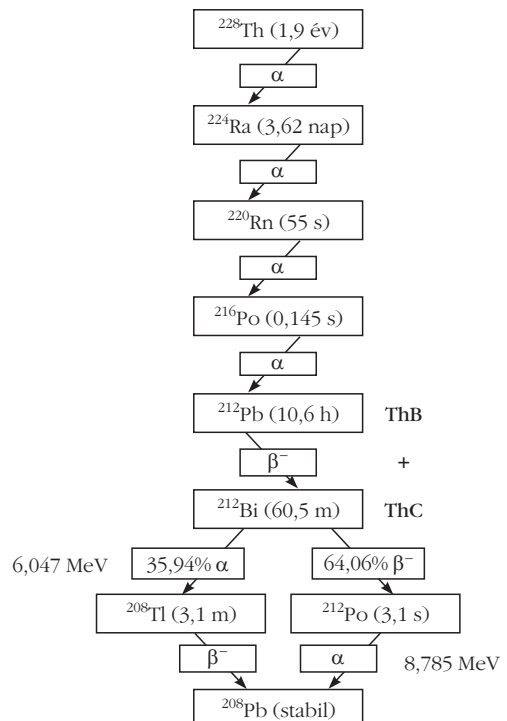 ²²⁸Th (1,9 év)
α
²²⁴Ra (3,62 nap)
α
²²⁰Rn (55 s)
α
²¹⁶Po (0,145 s)
α
²¹²Pb (10,6 h) ThB
β⁻ +
²¹²Bi (60,5 m) ThC
6,047 MeV 35,94% α 64,06% β⁻
²⁰⁸Tl (3,1 m) ²¹²Po (3,1 s)
β⁻ α 8,785 MeV
²⁰⁸Pb (stabil)